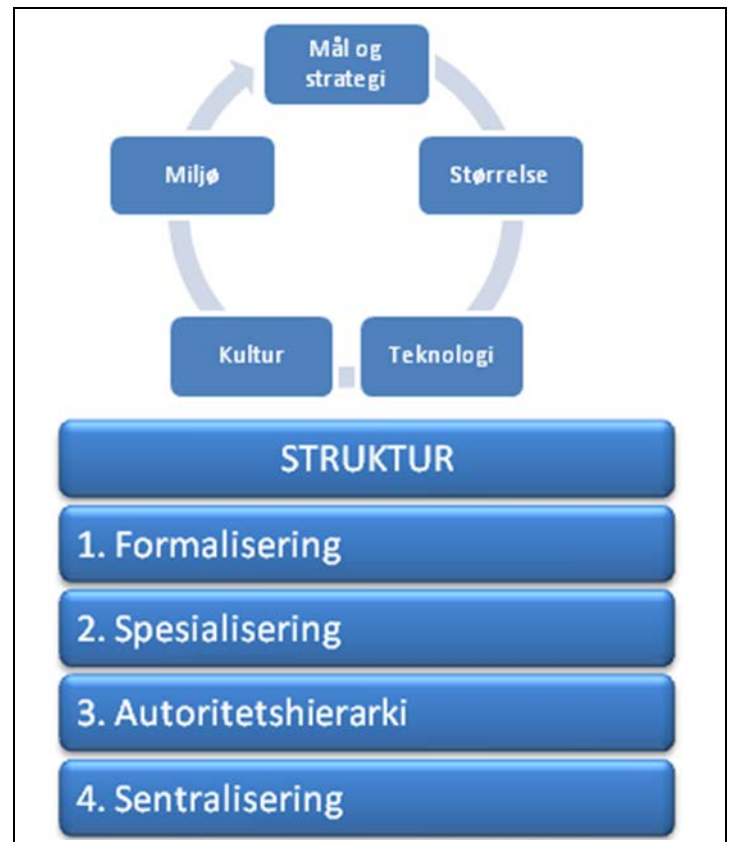 Mål og
strategi
Miljø
Størrelse
Kultur
Teknologi
STRUKTUR
1. Formalisering
2. Spesialisering
3. Autoritetshierarki
4. Sentralisering